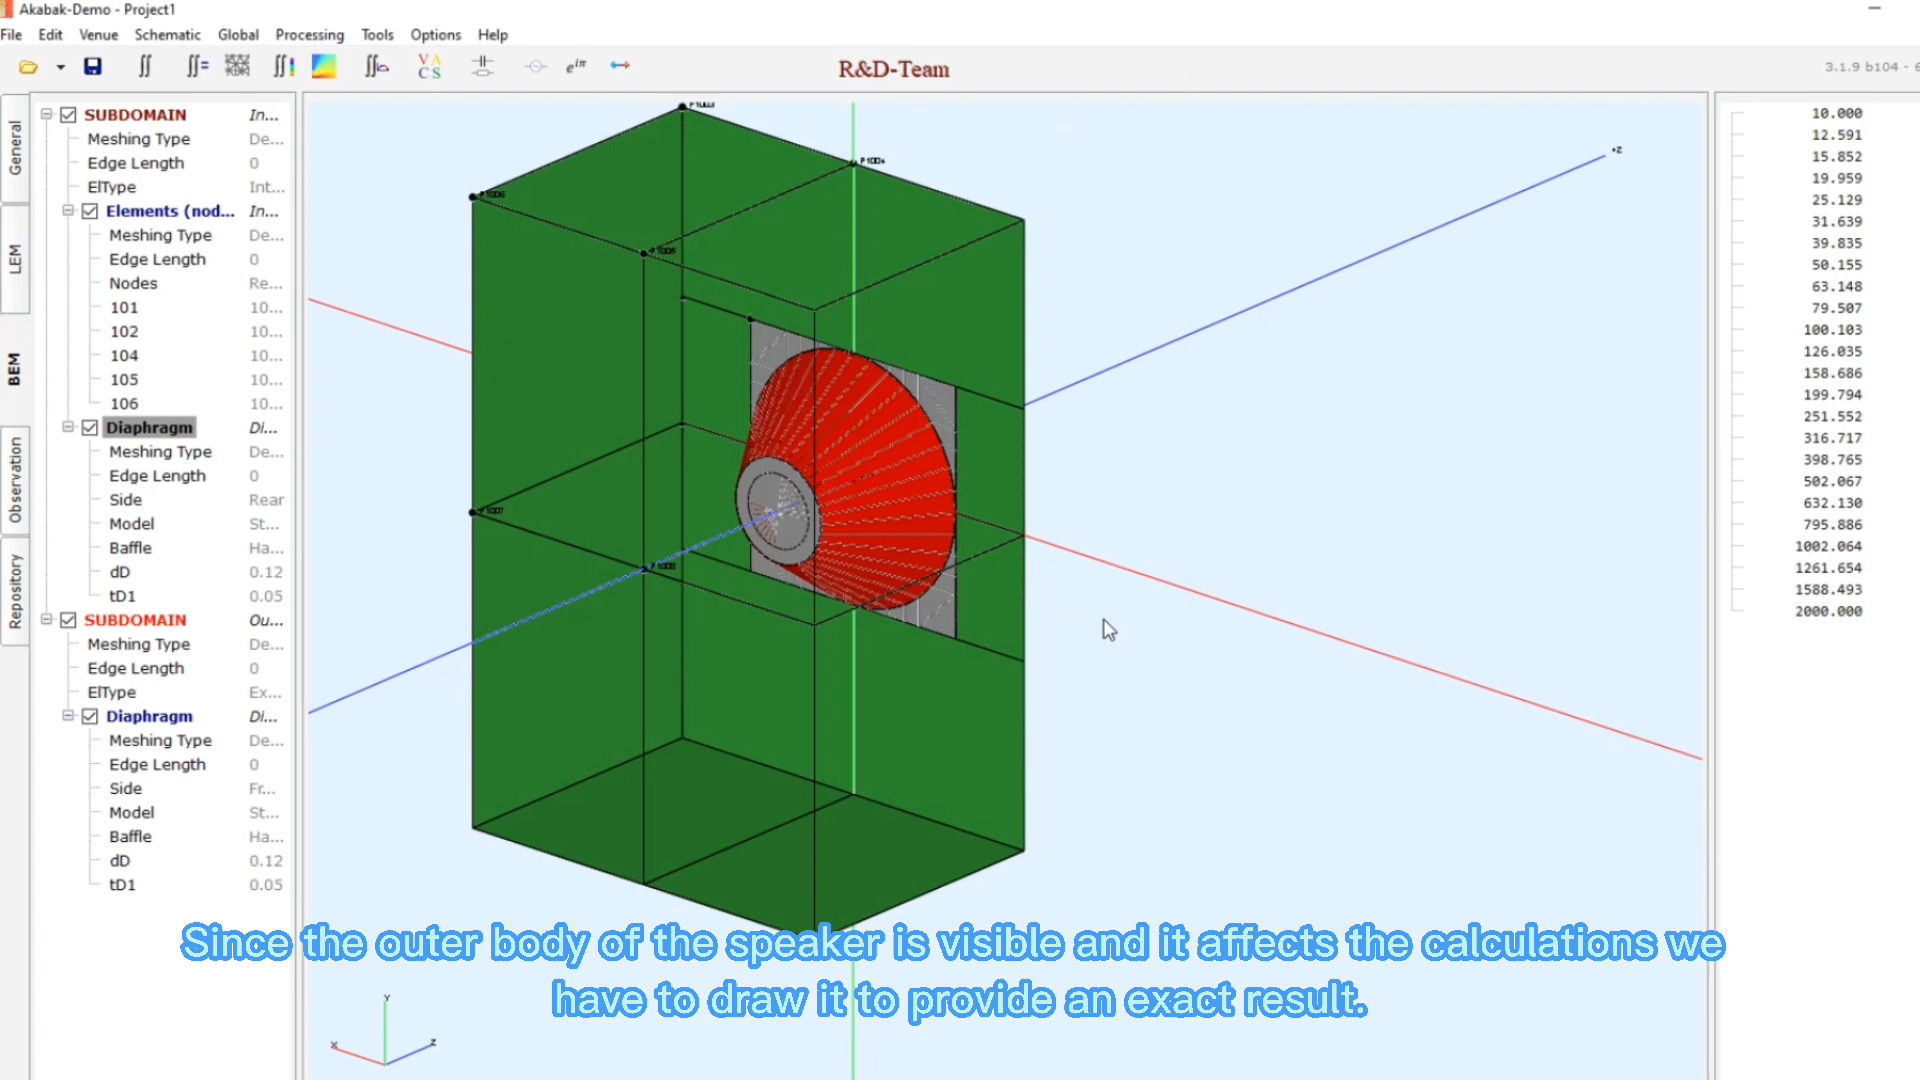 Akabak-Demo - Project1
File Edit Venue Schematic Global Processing Tools Options Help
R&D-Team
3.1.9 b104 - 6
General
LEM
BEM
Observation
Repository
SUBDOMAIN In...
Meshing Type De...
Edge Length 0
ElType Int...
Elements (nod... In...
Meshing Type De...
Edge Length 0
Nodes Re...
101 10...
102 10...
104 10...
105 10...
106 10...
Diaphragm Di...
Meshing Type De...
Edge Length 0
Side Rear
Model St...
Baffle Ha...
dD 0.12
tD1 0.05
SUBDOMAIN Ou...
Meshing Type De...
Edge Length 0
ElType Ex...
Diaphragm Di...
Meshing Type De...
Edge Length 0
Side Fr...
Model St...
Baffle Ha...
dD 0.12
tD1 0.05
+Z
Y
X
Z
10.000
12.591
15.852
19.959
25.129
31.639
39.835
50.155
63.148
79.507
100.103
126.035
158.686
199.794
251.552
316.717
398.765
502.067
632.130
795.886
1002.064
1261.654
1588.493
2000.000
Since the outer body of the speaker is visible and it affects the calculations we
have to draw it to provide an exact result.